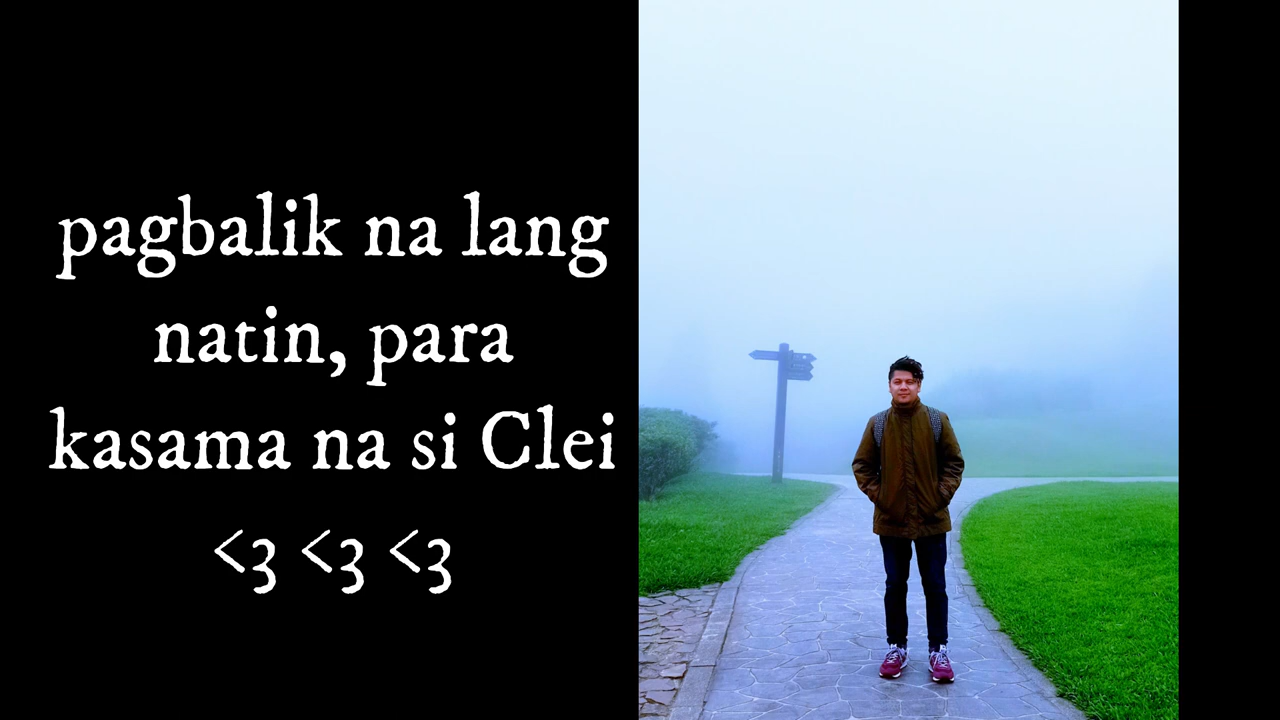 pagbalik na lang
natin, para
kasama na si Clei
<3 <3 <3